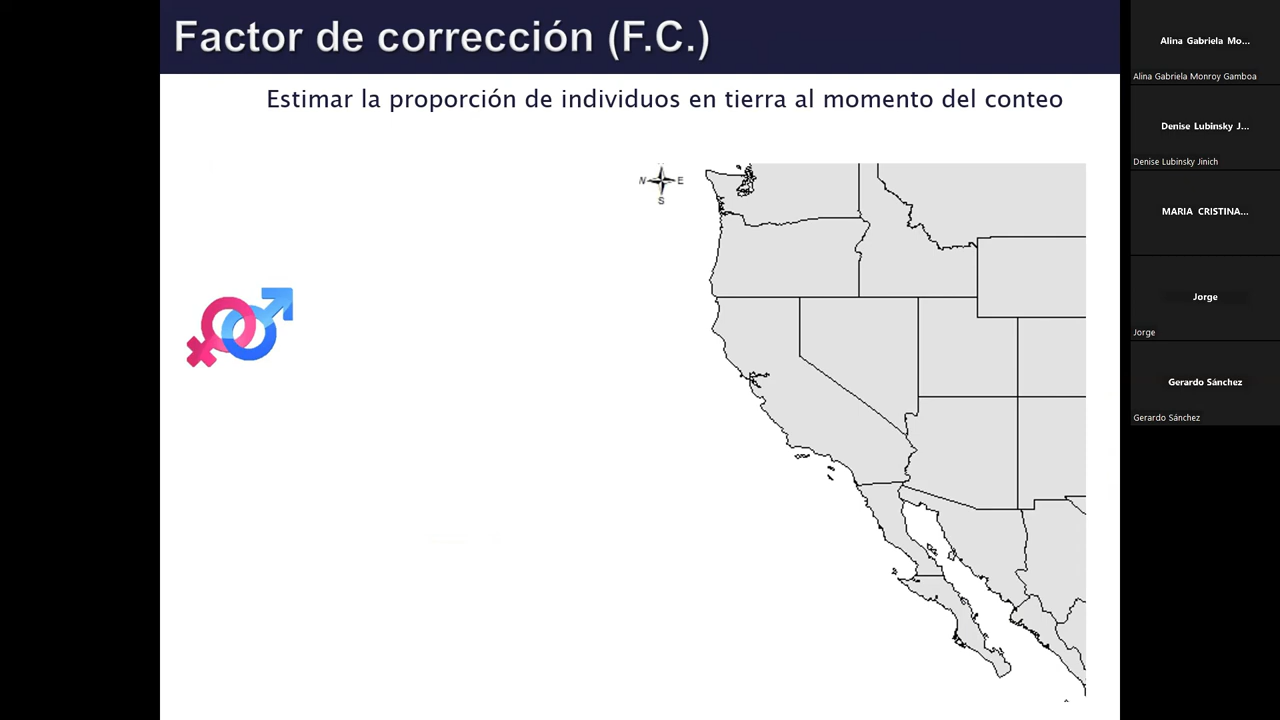 Factor de corrección (F.C.)
Estimar la proporción de individuos en tierra al momento del conteo
N E
S
Alina Gabriela Mo...
Alina Gabriela Monroy Gamboa
Denise Lubinsky J...
Denise Lubinsky Jinich
MARIA CRISTINA...
Jorge
Jorge
Gerardo Sánchez
Gerardo Sánchez